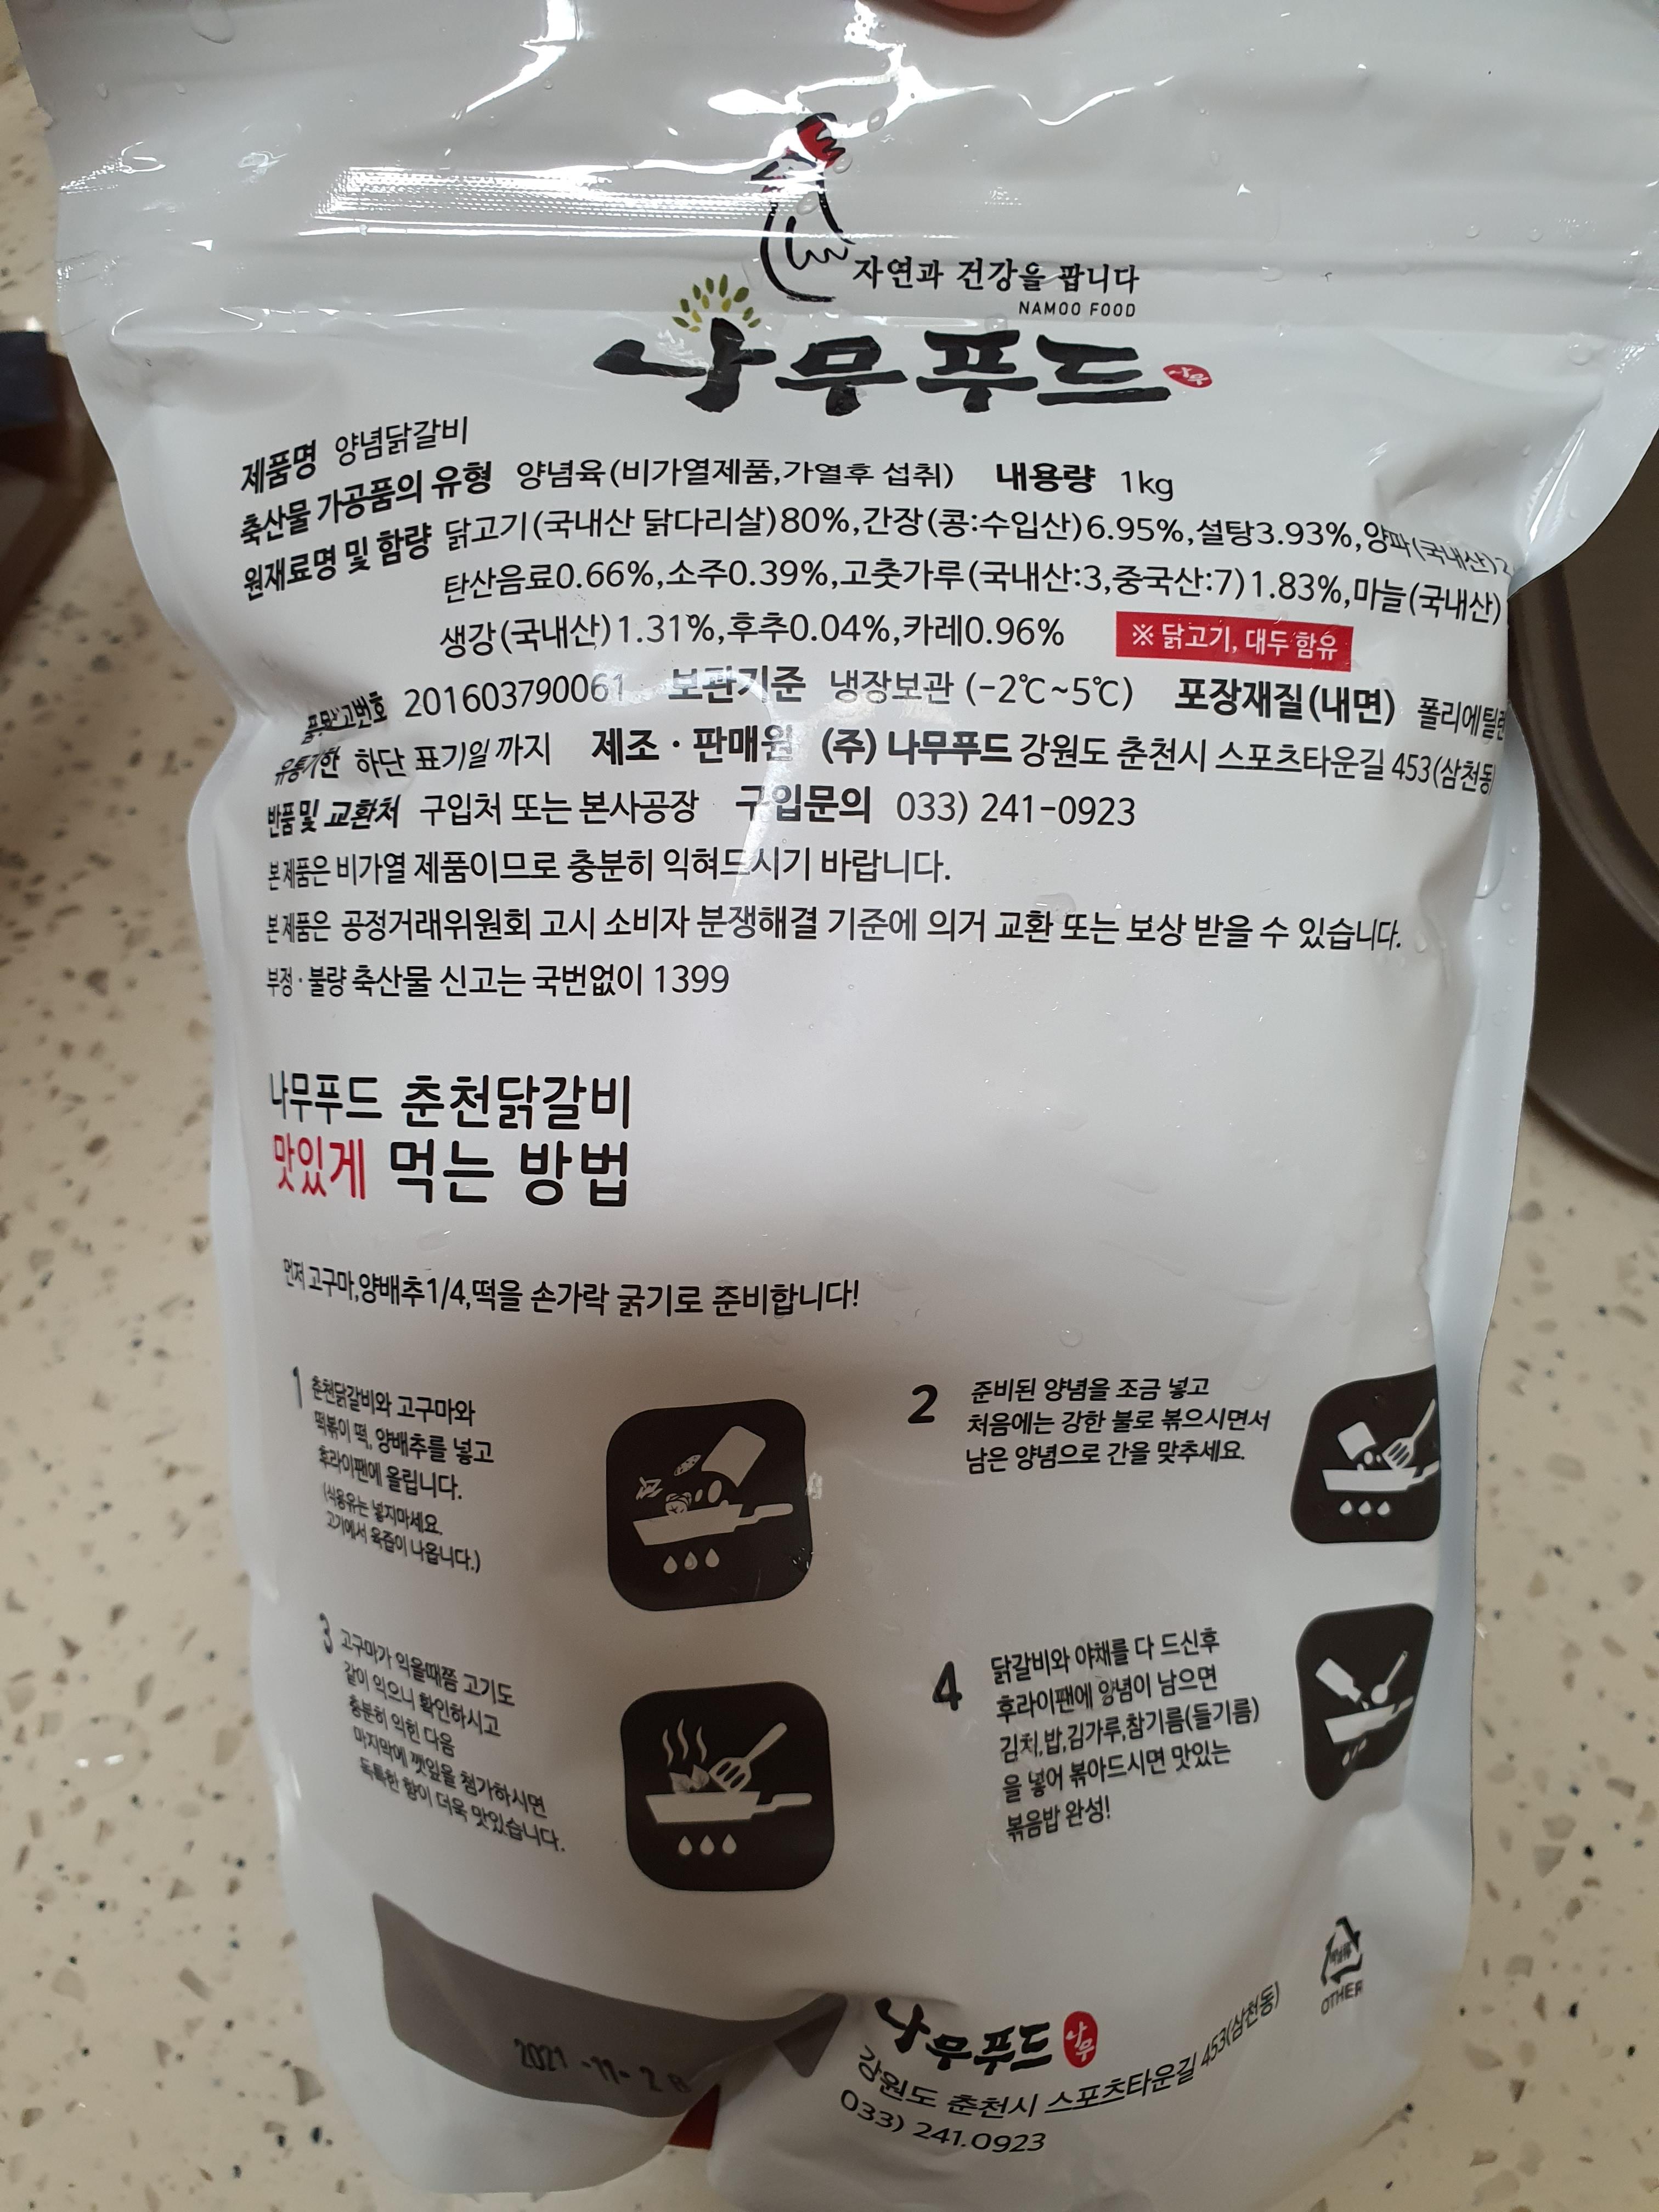 자연과 건강을 팝니다
NAMOO FOOD
나무푸드
나무
제품명 양념닭갈비
축산물 가공품의 유형 양념육(비가열제품,가열후 섭취) 내용량 1kg
원재료명 및 함량 닭고기(국내산 닭다리살)80%,간장(콩:수입산)6.95%,설탕3.93%,양파(국내산)
탄산음료0.66%,소주0.39%,고춧가루(국내산:3,중국산:7)1.83%,마늘(국내산)
생강(국내산)1.31%,후추0.04%,카레0.96% ※ 닭고기, 대두 함유
품목보고번호 201603790061 보관기준 냉장보관 (-2℃~5℃) 포장재질(내면) 폴리에틸렌
유통기한 하단 표기일 까지 제조·판매원 (주) 나무푸드 강원도 춘천시 스포츠타운길 453(삼천동)
반품 및 교환처 구입처 또는 본사공장 구입문의 033) 241-0923
본 제품은 비가열 제품이므로 충분히 익혀드시기 바랍니다.
본 제품은 공정거래위원회 고시 소비자 분쟁해결 기준에 의거 교환 또는 보상 받을 수 있습니다.
부정·불량 축산물 신고는 국번없이 1399
나무푸드 춘천닭갈비
맛있게 먹는 방법
먼저 고구마,양배추1/4,떡을 손가락 굵기로 준비합니다!
1 춘천닭갈비와 고구마와
떡볶이 떡, 양배추를 넣고
후라이팬에 올립니다.
(식용유는 넣지마세요.
고기에서 육즙이 나옵니다.)
2 준비된 양념을 조금 넣고
처음에는 강한 불로 볶으시면서
남은 양념으로 간을 맞추세요.
3 고구마가 익을때쯤 고기도
같이 익으니 확인하시고
충분히 익힌 다음
마지막에 깻잎을 첨가하시면
독특한 향이 더욱 맛있습니다.
4 닭갈비와 야채를 다 드신후
후라이팬에 양념이 남으면
김치,밥,김가루,참기름(들기름)
을 넣어 볶아드시면 맛있는
볶음밥 완성!
OTHER
나무푸드 나무
강원도 춘천시 스포츠타운길 453(삼천동)
033) 241.0923
2021-11-28